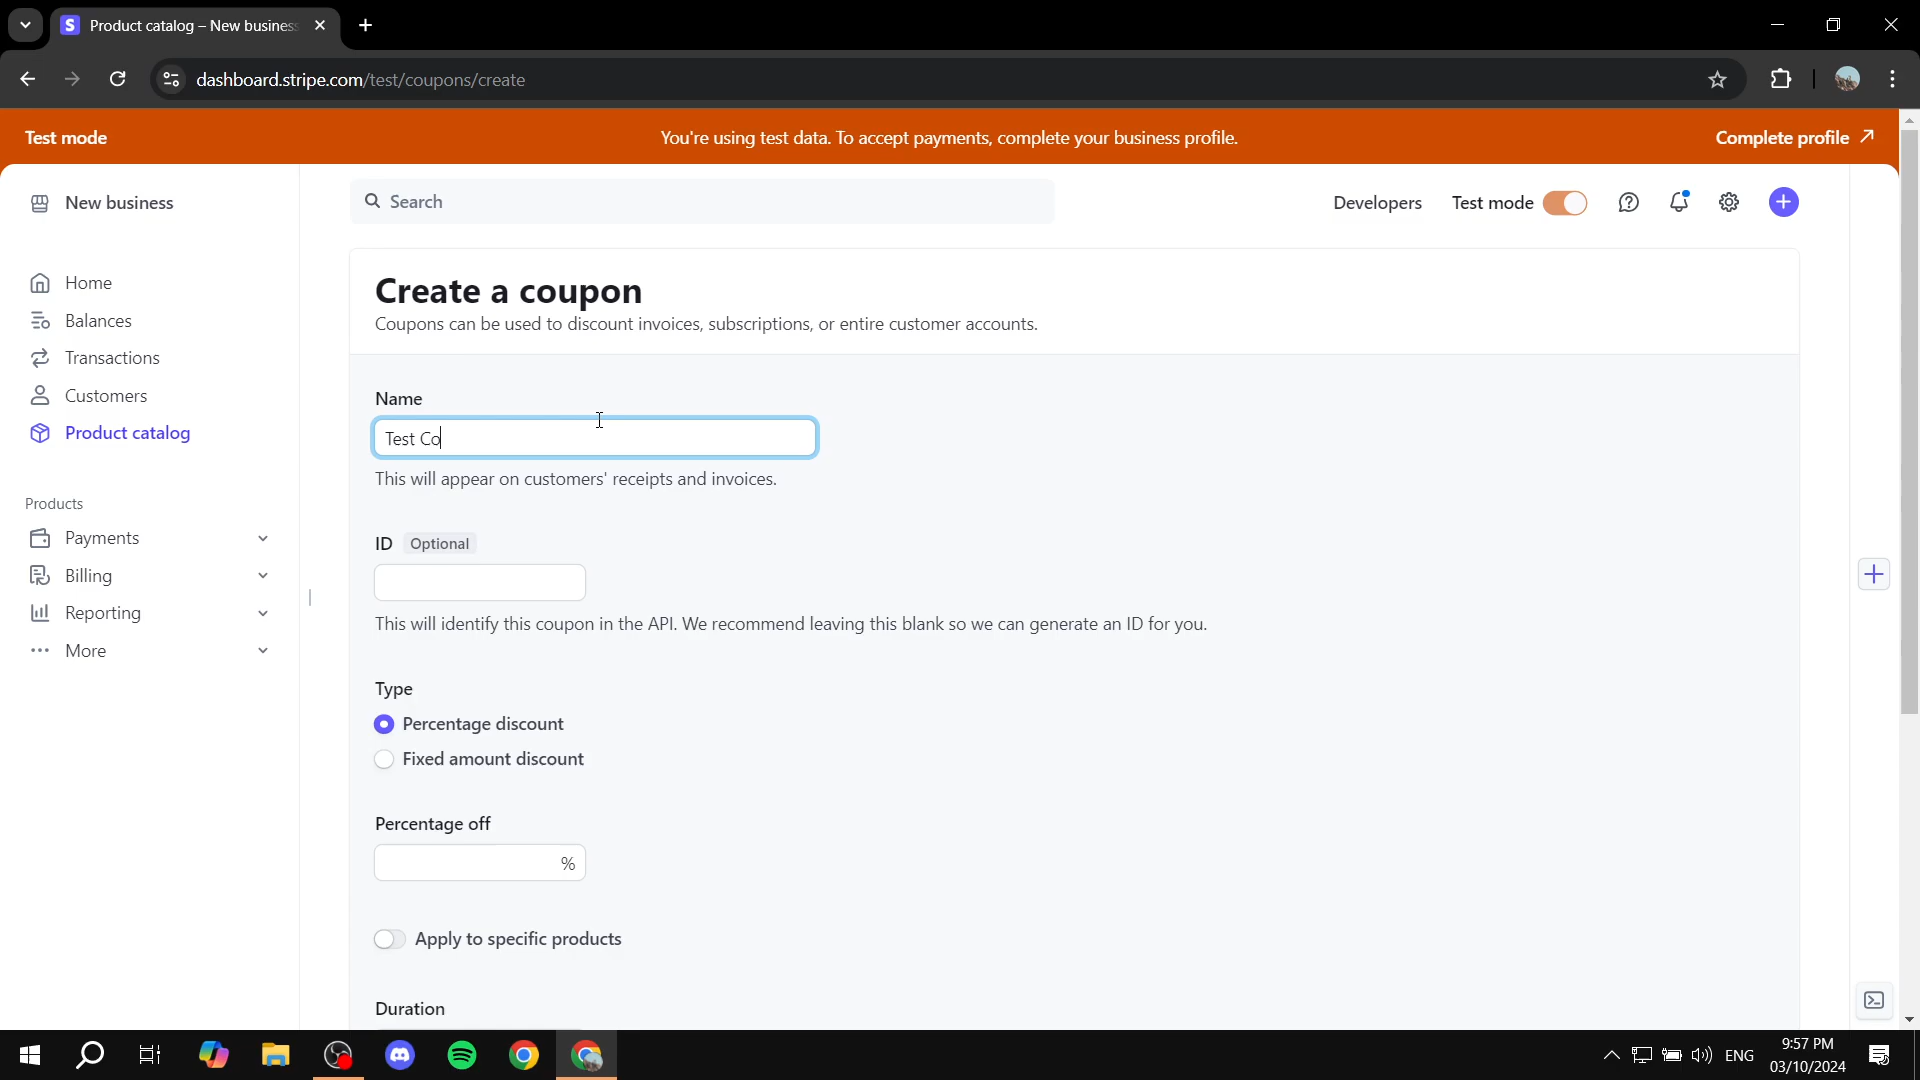 Product catalog – New business
dashboard.stripe.com/test/coupons/create
Test mode
You're using test data. To accept payments, complete your business profile.
Complete profile
New business
Search
Developers
Test mode
Home
Balances
Transactions
Customers
Product catalog
Products
Payments
Billing
Reporting
More
Create a coupon
Coupons can be used to discount invoices, subscriptions, or entire customer accounts.
Name
Test Co
This will appear on customers' receipts and invoices.
ID Optional
This will identify this coupon in the API. We recommend leaving this blank so we can generate an ID for you.
Type
Percentage discount
Fixed amount discount
Percentage off
%
Apply to specific products
Duration
ENG
9:57 PM
03/10/2024